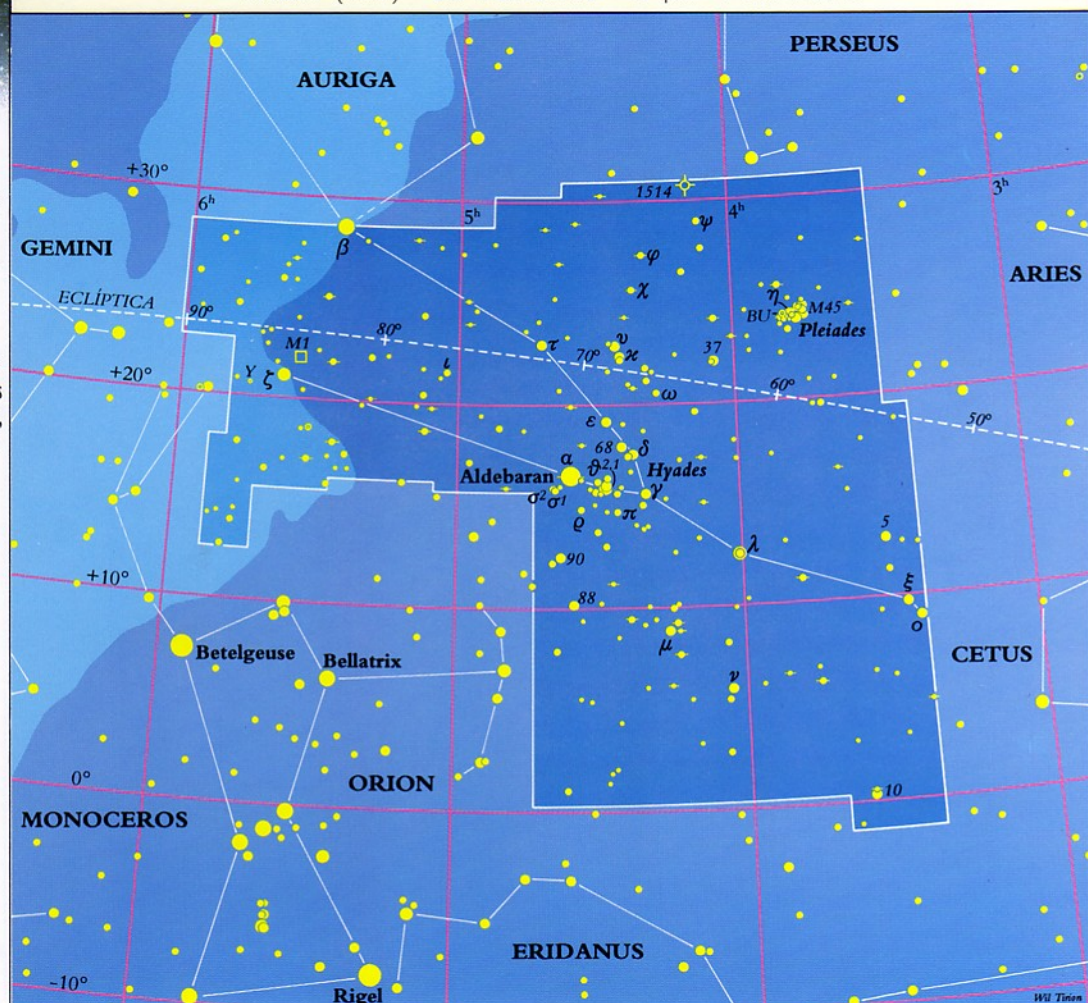 PERSEUS
AURIGA
+30°
6h
5h
1514
4h
3h
ψ
β
GEMINI
φ
ARIES
χ
ECLÍPTICA
90°
η
M45
BU
Pleiades
80°
M1
τ
υ
ϰ
70°
37
+20°
Y
ζ
ι
ω
60°
50°
ε
68
δ
α
Aldebaran
ϑ2,1
Hyades
σ2
σ1
γ
π
ϱ
5
λ
90
+10°
ξ
88
ο
μ
Betelgeuse
Bellatrix
CETUS
ν
0°
ORION
10
MONOCEROS
ERIDANUS
-10°
Rigel
Wil Tirion